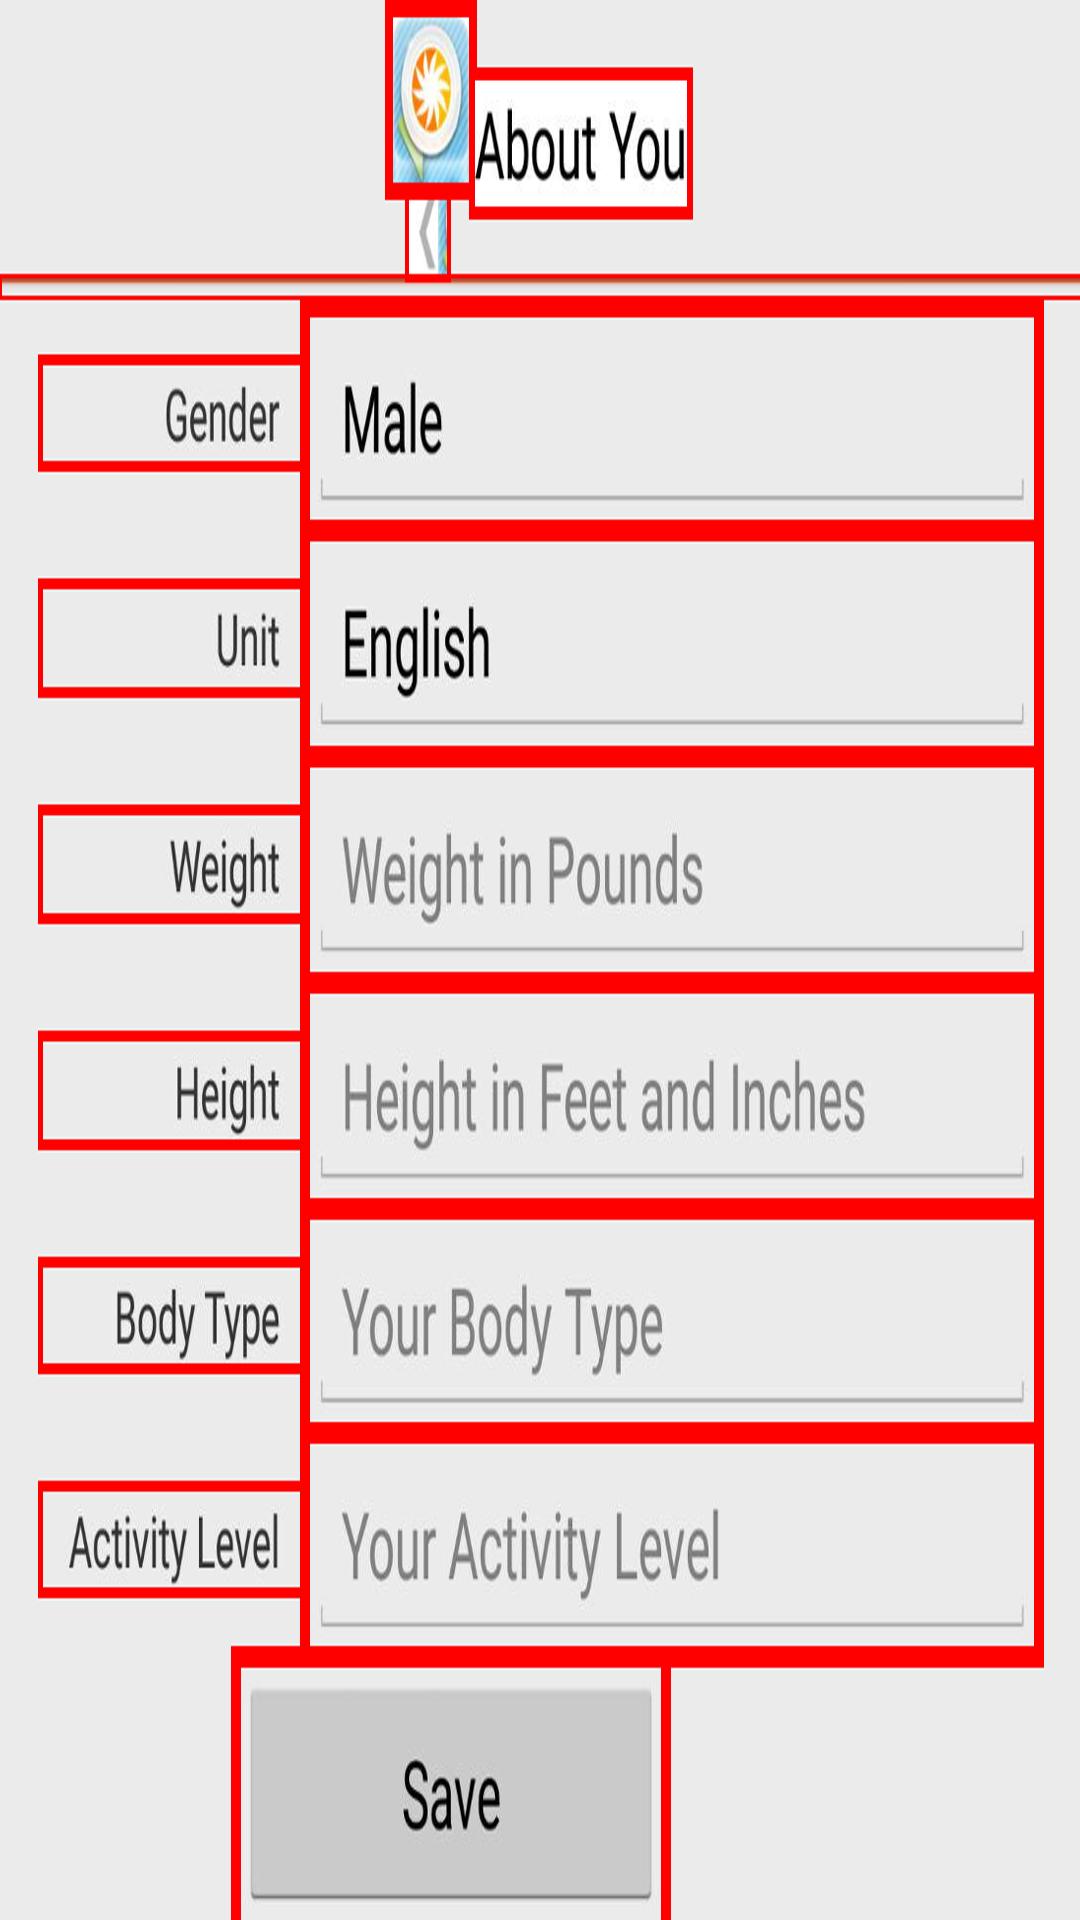 About You
Gender
Male
Unit
English
Weight
Weight in Pounds
Height
Height in Feet and Inches
Body Type
Your Body Type
Activity Level
Your Activity Level
Save